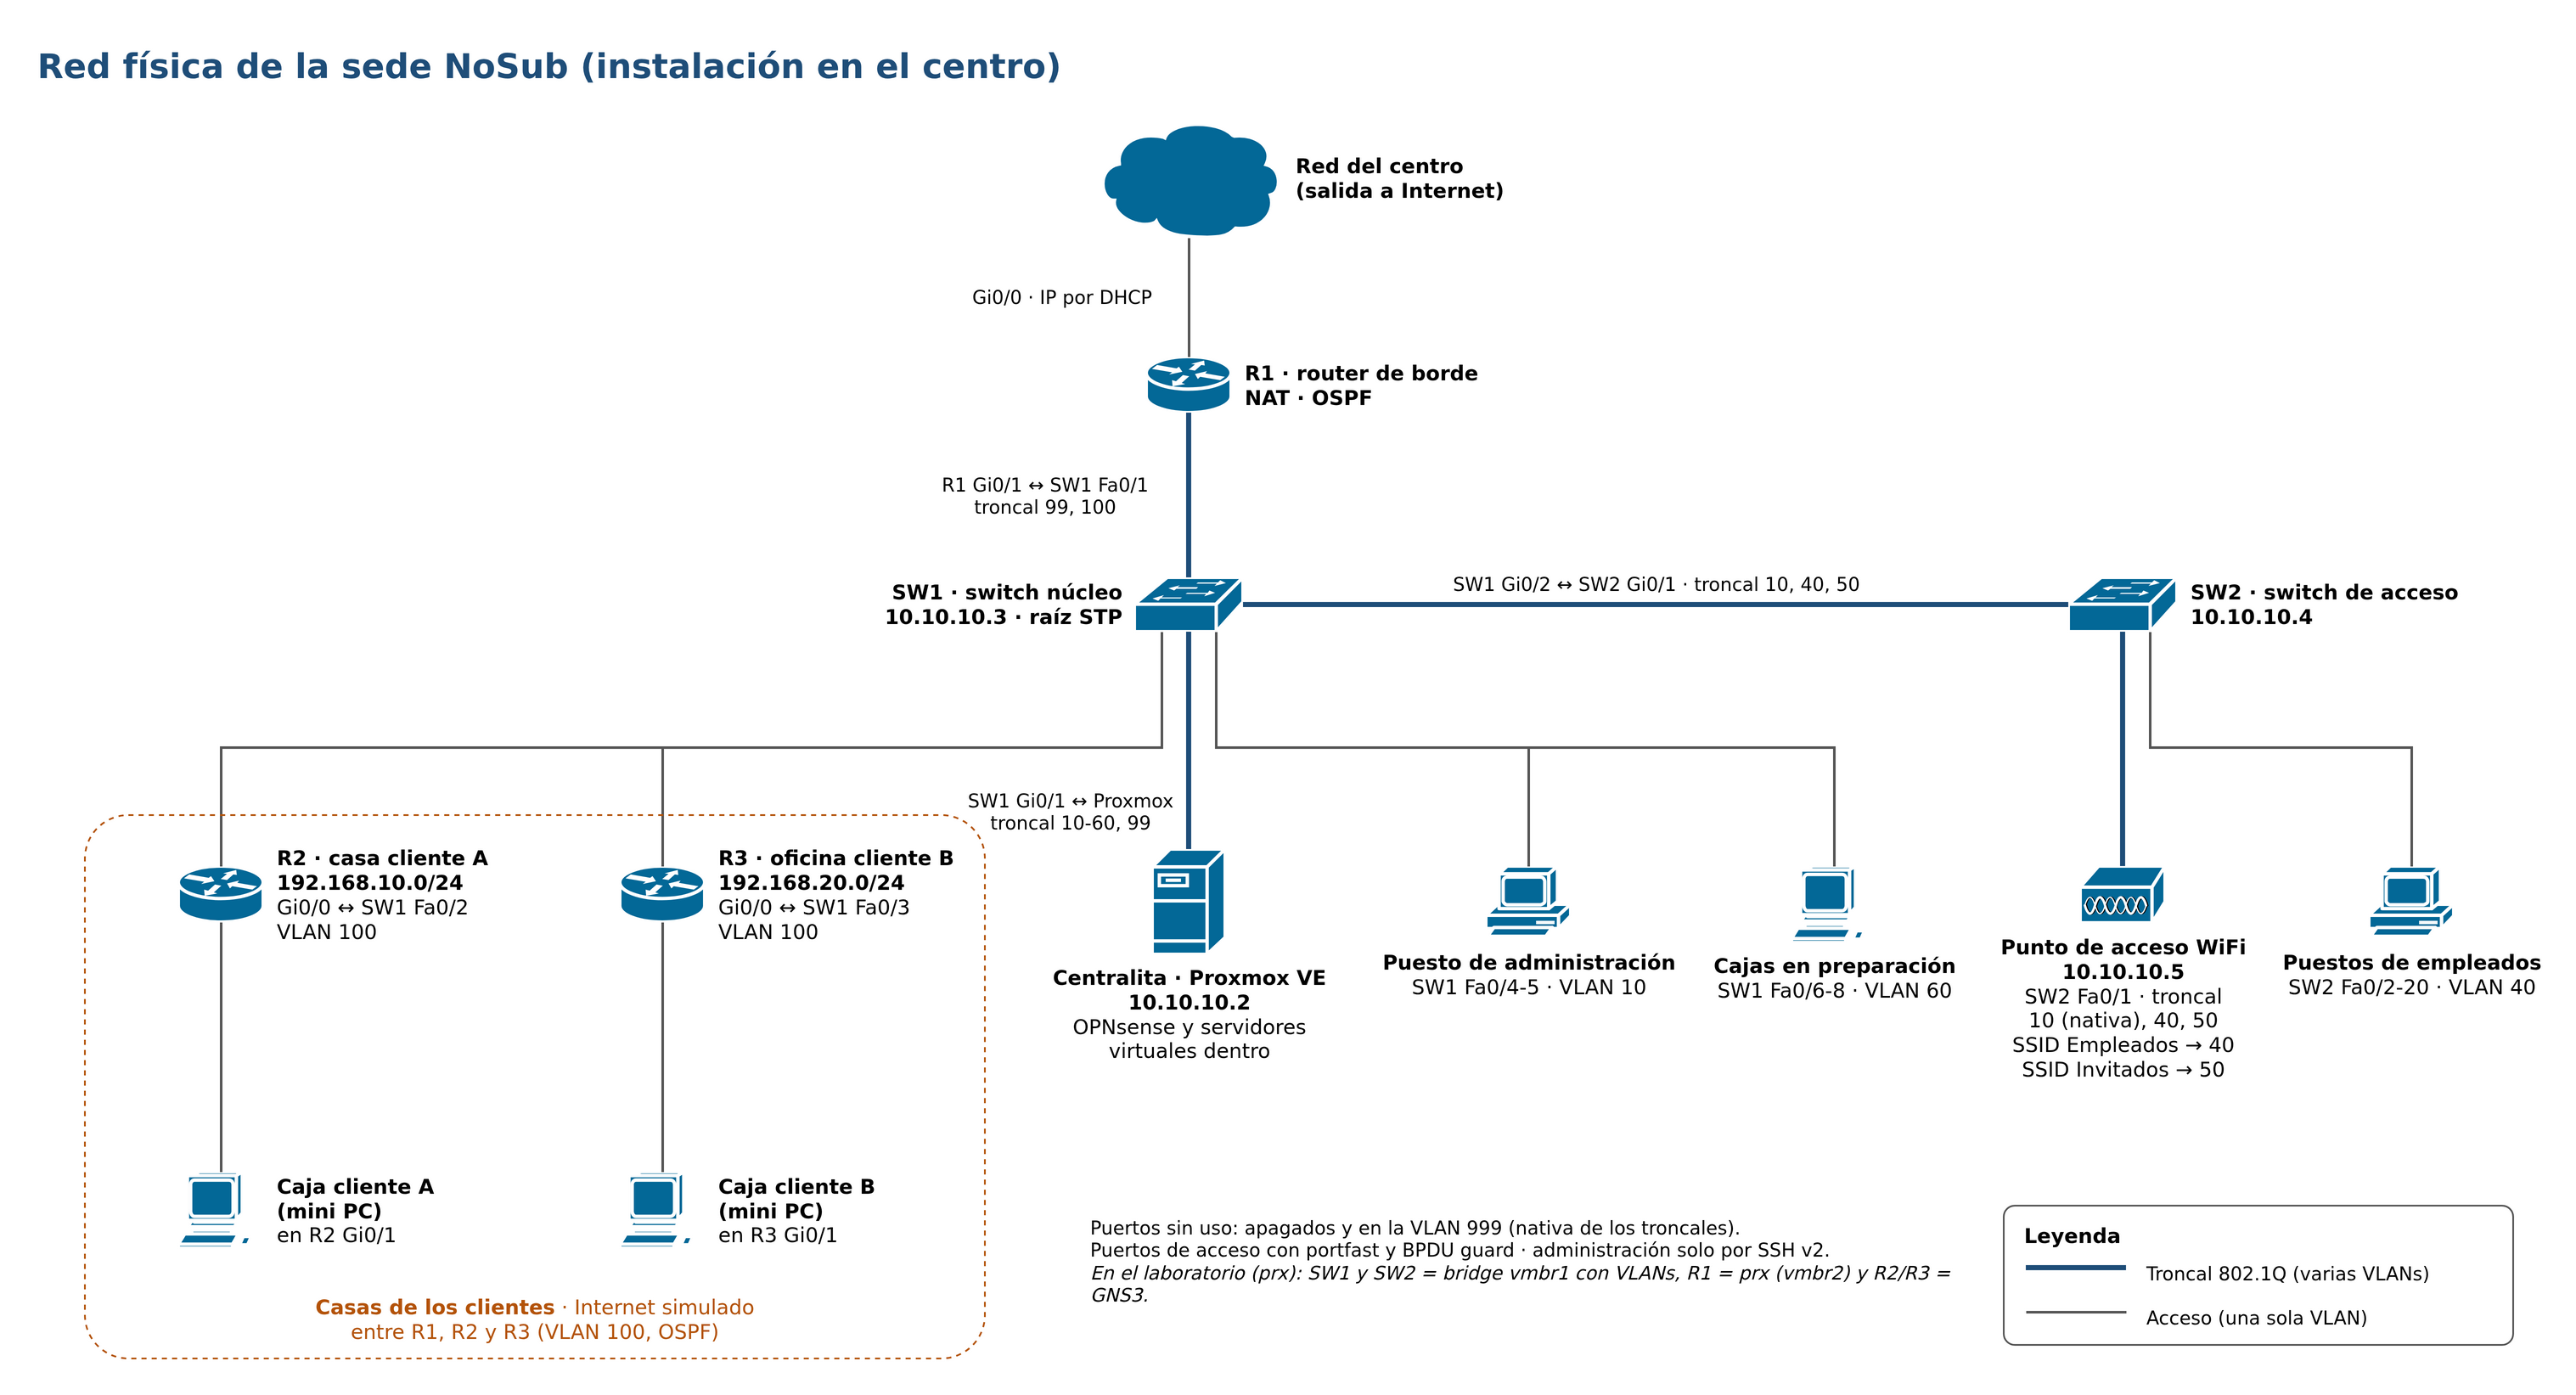 Red física de la sede NoSub (instalación en el centro)
Red del centro
(salida a Internet)
Gi0/0 · IP por DHCP
R1 · router de borde
NAT · OSPF
R1 Gi0/1 ↔ SW1 Fa0/1
troncal 99, 100
SW1 · switch núcleo
10.10.10.3 · raíz STP
SW1 Gi0/2 ↔ SW2 Gi0/1 · troncal 10, 40, 50
SW2 · switch de acceso
10.10.10.4
SW1 Gi0/1 ↔ Proxmox
troncal 10-60, 99
R2 · casa cliente A
192.168.10.0/24
Gi0/0 ↔ SW1 Fa0/2
VLAN 100
R3 · oficina cliente B
192.168.20.0/24
Gi0/0 ↔ SW1 Fa0/3
VLAN 100
Centralita · Proxmox VE
10.10.10.2
OPNsense y servidores
virtuales dentro
Puesto de administración
SW1 Fa0/4-5 · VLAN 10
Cajas en preparación
SW1 Fa0/6-8 · VLAN 60
Punto de acceso WiFi
10.10.10.5
SW2 Fa0/1 · troncal
10 (nativa), 40, 50
SSID Empleados → 40
SSID Invitados → 50
Puestos de empleados
SW2 Fa0/2-20 · VLAN 40
Caja cliente A
(mini PC)
en R2 Gi0/1
Caja cliente B
(mini PC)
en R3 Gi0/1
Casas de los clientes · Internet simulado
entre R1, R2 y R3 (VLAN 100, OSPF)
Puertos sin uso: apagados y en la VLAN 999 (nativa de los troncales).
Puertos de acceso con portfast y BPDU guard · administración solo por SSH v2.
En el laboratorio (prx): SW1 y SW2 = bridge vmbr1 con VLANs, R1 = prx (vmbr2) y R2/R3 =
GNS3.
Leyenda
Troncal 802.1Q (varias VLANs)
Acceso (una sola VLAN)